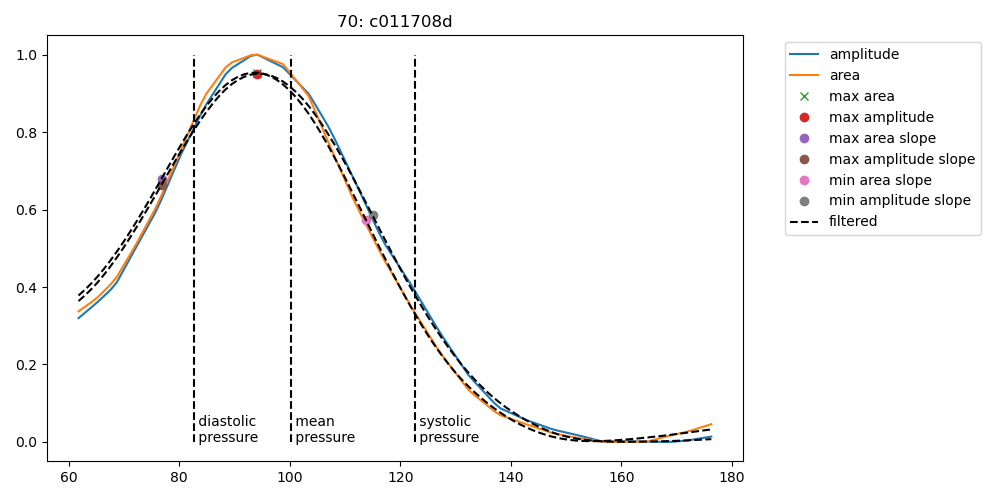 70: c011708d
1.0
0.8
0.6
0.4
0.2
0.0
diastolic
pressure
mean
pressure
systolic
pressure
60
80
100
120
140
160
180
amplitude
area
max area
max amplitude
max area slope
max amplitude slope
min area slope
min amplitude slope
filtered